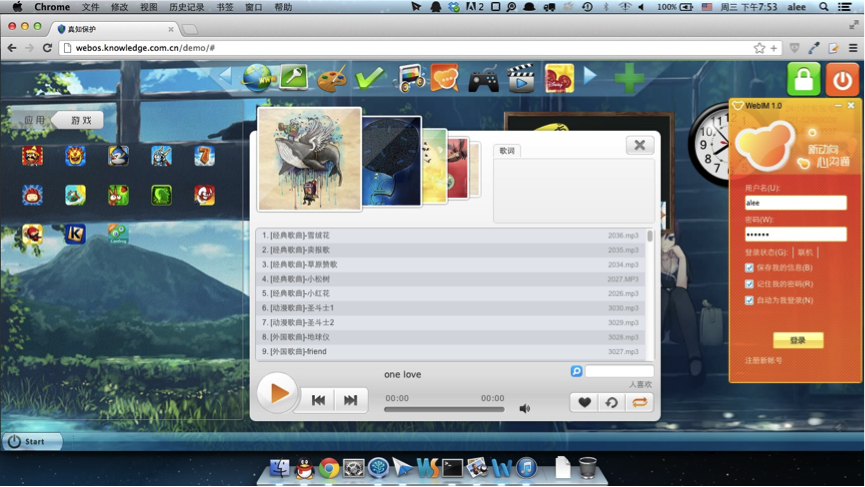 Chrome 文件 修改 视图 历史记录 书签 窗口 帮助 2 100% 周三 下午7:53 alee
真知保护
webos.knowledge.com.cn/demo/#
应用 游戏
歌词
1. [经典歌曲]-雪绒花 2036.mp3
2. [经典歌曲]-卖报歌 2035.mp3
3. [经典歌曲]-草原赞歌 2034.mp3
4. [经典歌曲]-小松树 2027.MP3
5. [经典歌曲]-小红花 2026.mp3
6. [动漫歌曲]-圣斗士1 3030.mp3
7. [动漫歌曲]-圣斗士2 3029.mp3
8. [外国歌曲]-地球仪 3028.mp3
9. [外国歌曲]-friend 3027.mp3
one love
人喜欢
00:00 00:00
WebIM 1.0
新动向
心沟通
用户名(U):
alee
密码(W):
••••••
登录状态(G): 联机
保存我的信息(B)
记住我的密码(R)
自动为我登录(N)
登录
注册新帐号
Start